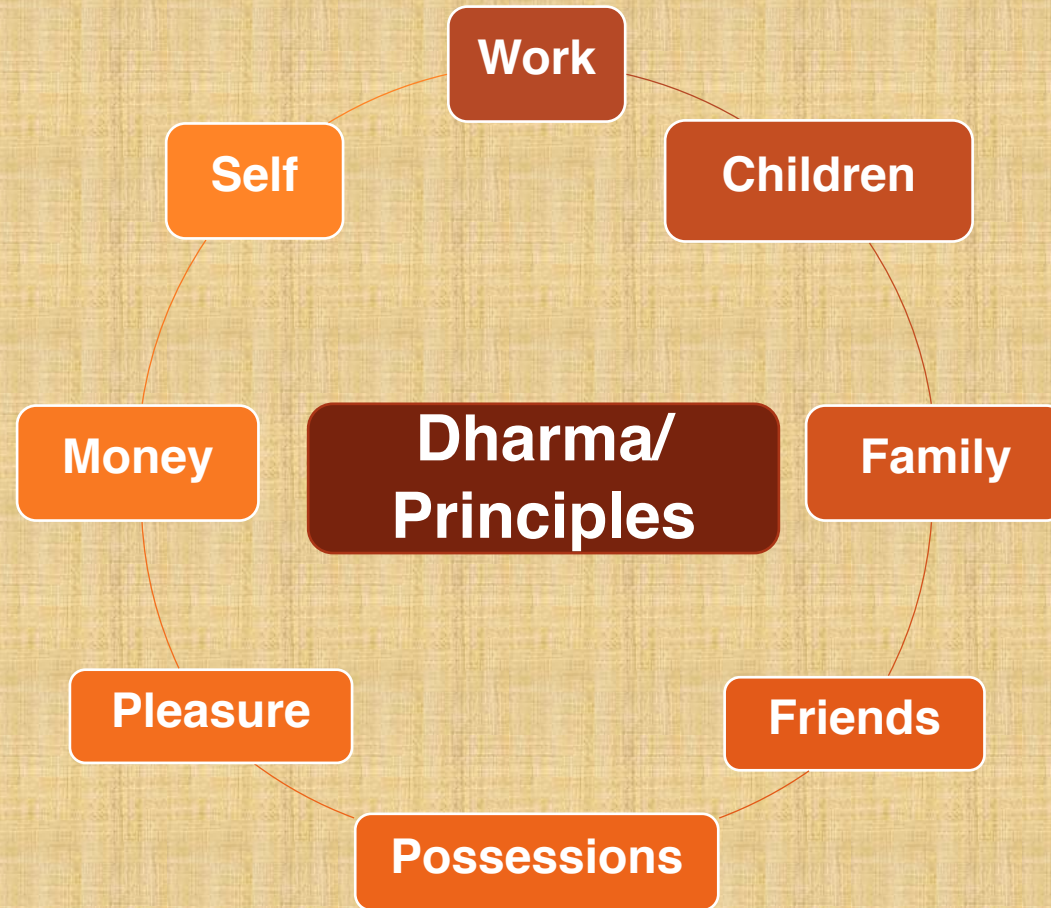 Work
Children
Family
Friends
Possessions
Pleasure
Money
Self
Dharma/
Principles